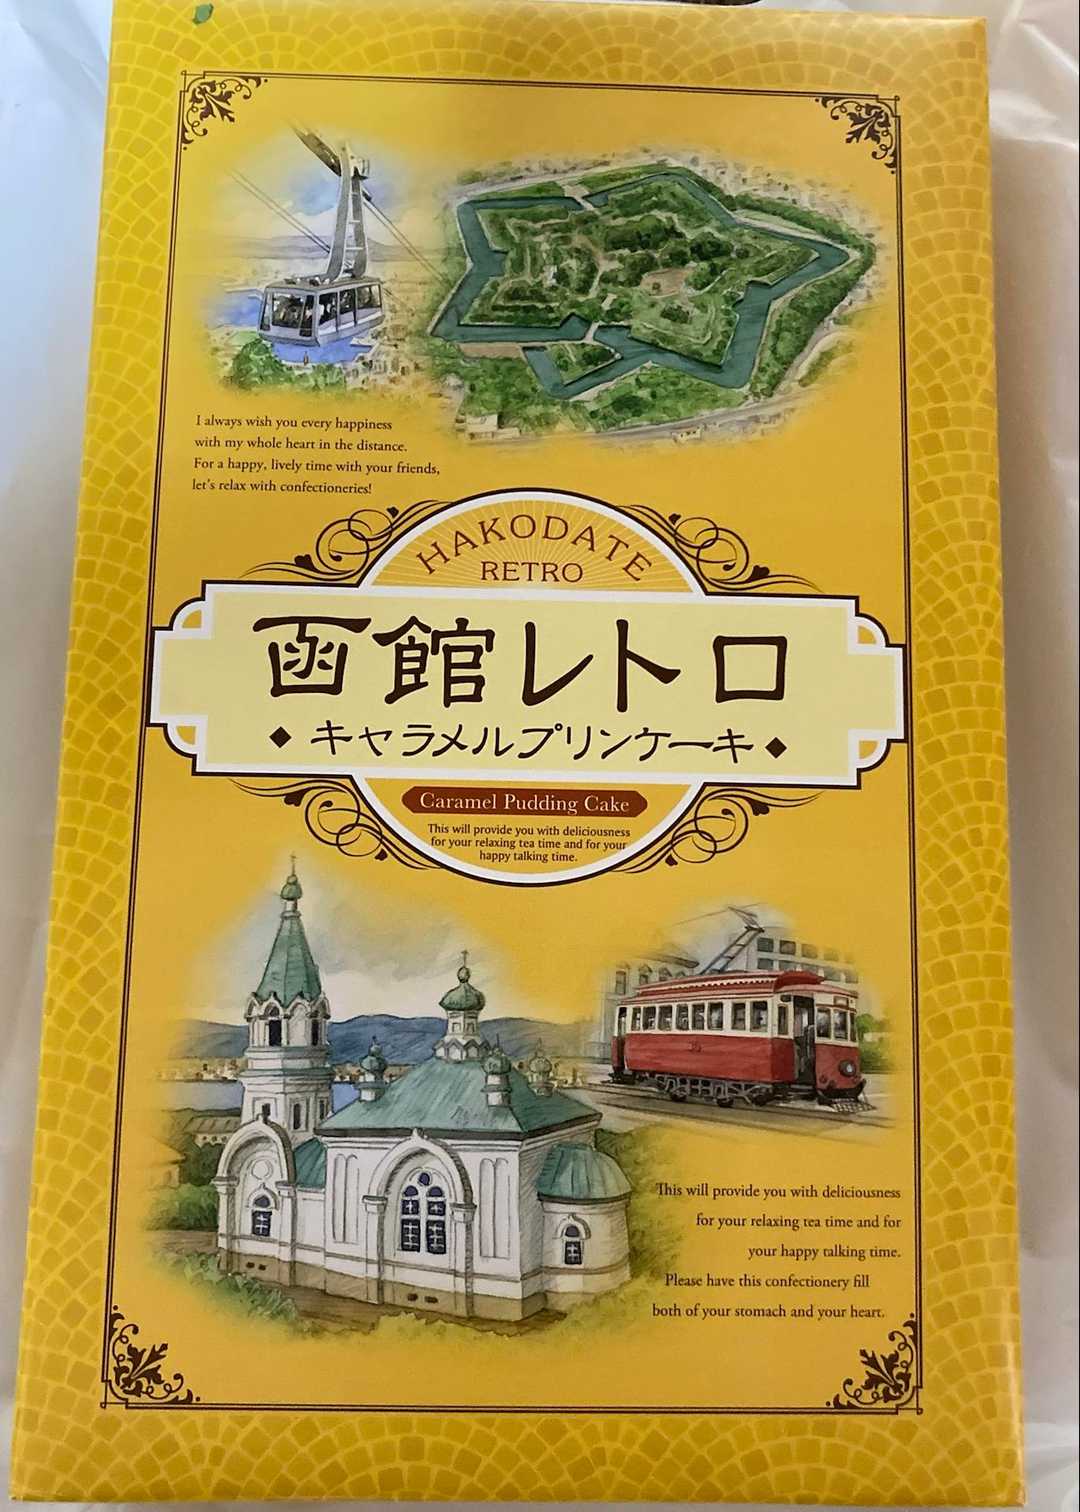 I always wish you every happiness
with my whole heart in the distance.
For a happy, lively time with your friends,
let's relax with confectioneries!
HAKODATE
RETRO
函館レトロ
◆キャラメルプリンケーキ◆
Caramel Pudding Cake
This will provide you with deliciousness
for your relaxing tea time and for your
happy talking time.
This will provide you with deliciousness
for your relaxing tea time and for
your happy talking time.
Please have this confectionery fill
both of your stomach and your heart.